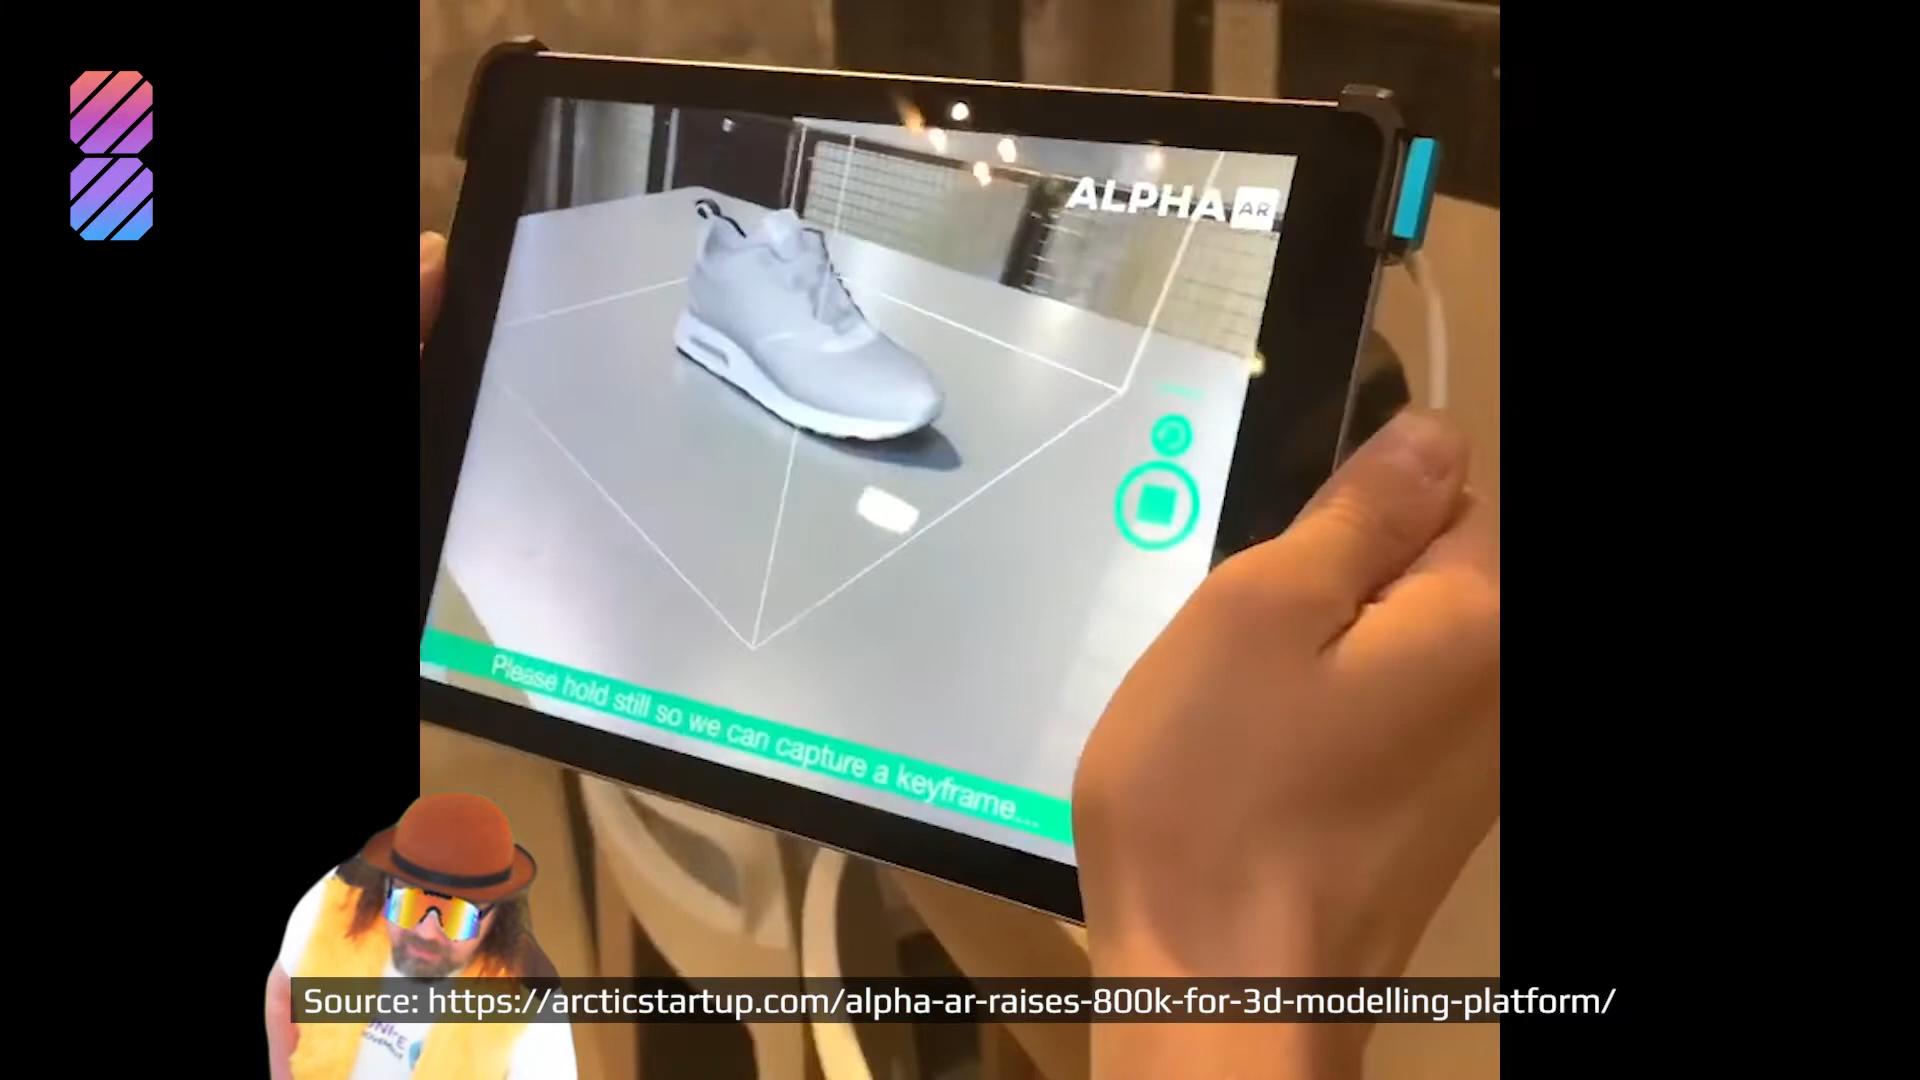 ALPHA AR
Please hold still so we can capture a keyframe...
Source: https://arcticstartup.com/alpha-ar-raises-800k-for-3d-modelling-platform/